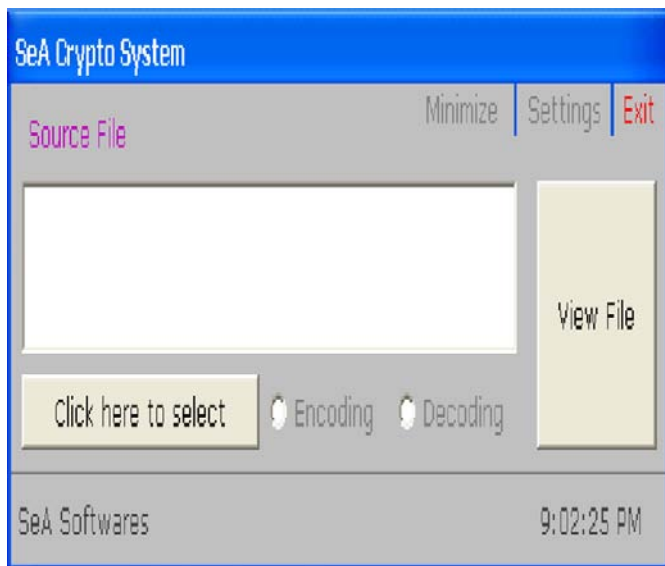 SeA Crypto System
Minimize Settings Exit
Source File
View File
Click here to select Encoding Decoding
SeA Softwares 9:02:25 PM